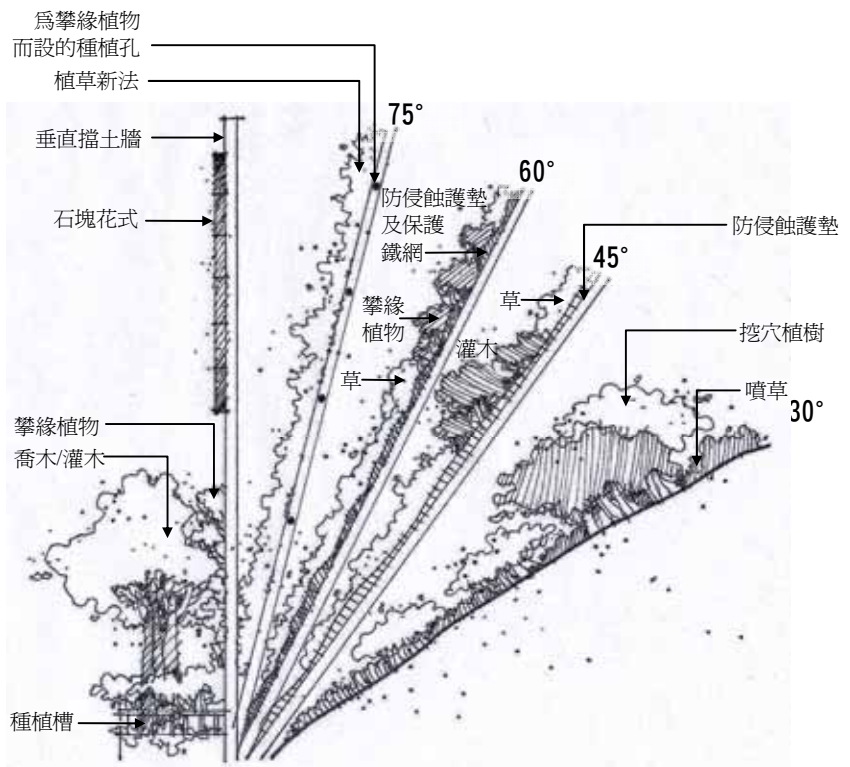 爲攀緣植物
而設的種植孔
植草新法
75°
垂直擋土牆
60°
防侵蝕護墊
及保護
鐵網
防侵蝕護墊
石塊花式
45°
草
攀緣
植物
灌木
挖穴植樹
草
噴草
30°
攀緣植物
喬木/灌木
種植槽